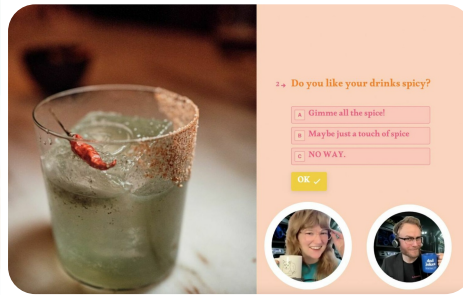 2→ Do you like your drinks spicy?
A Gimme all the spice!
B Maybe just a touch of spice
C NO WAY.
OK ✓